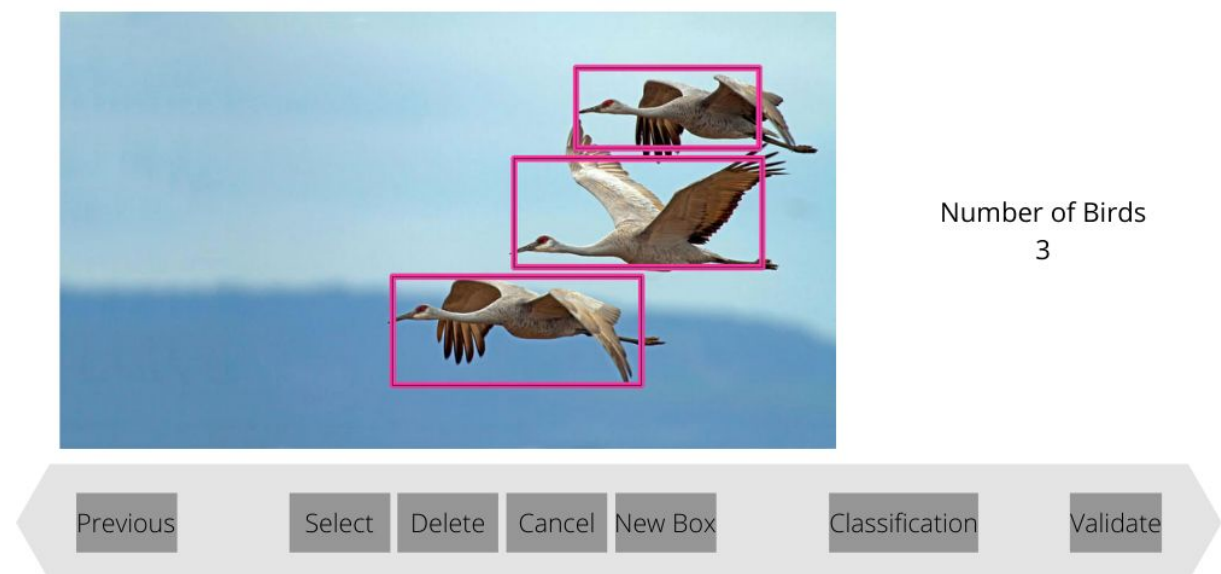 Number of Birds
3
Previous
Select
Delete
Cancel
New Box
Classification
Validate